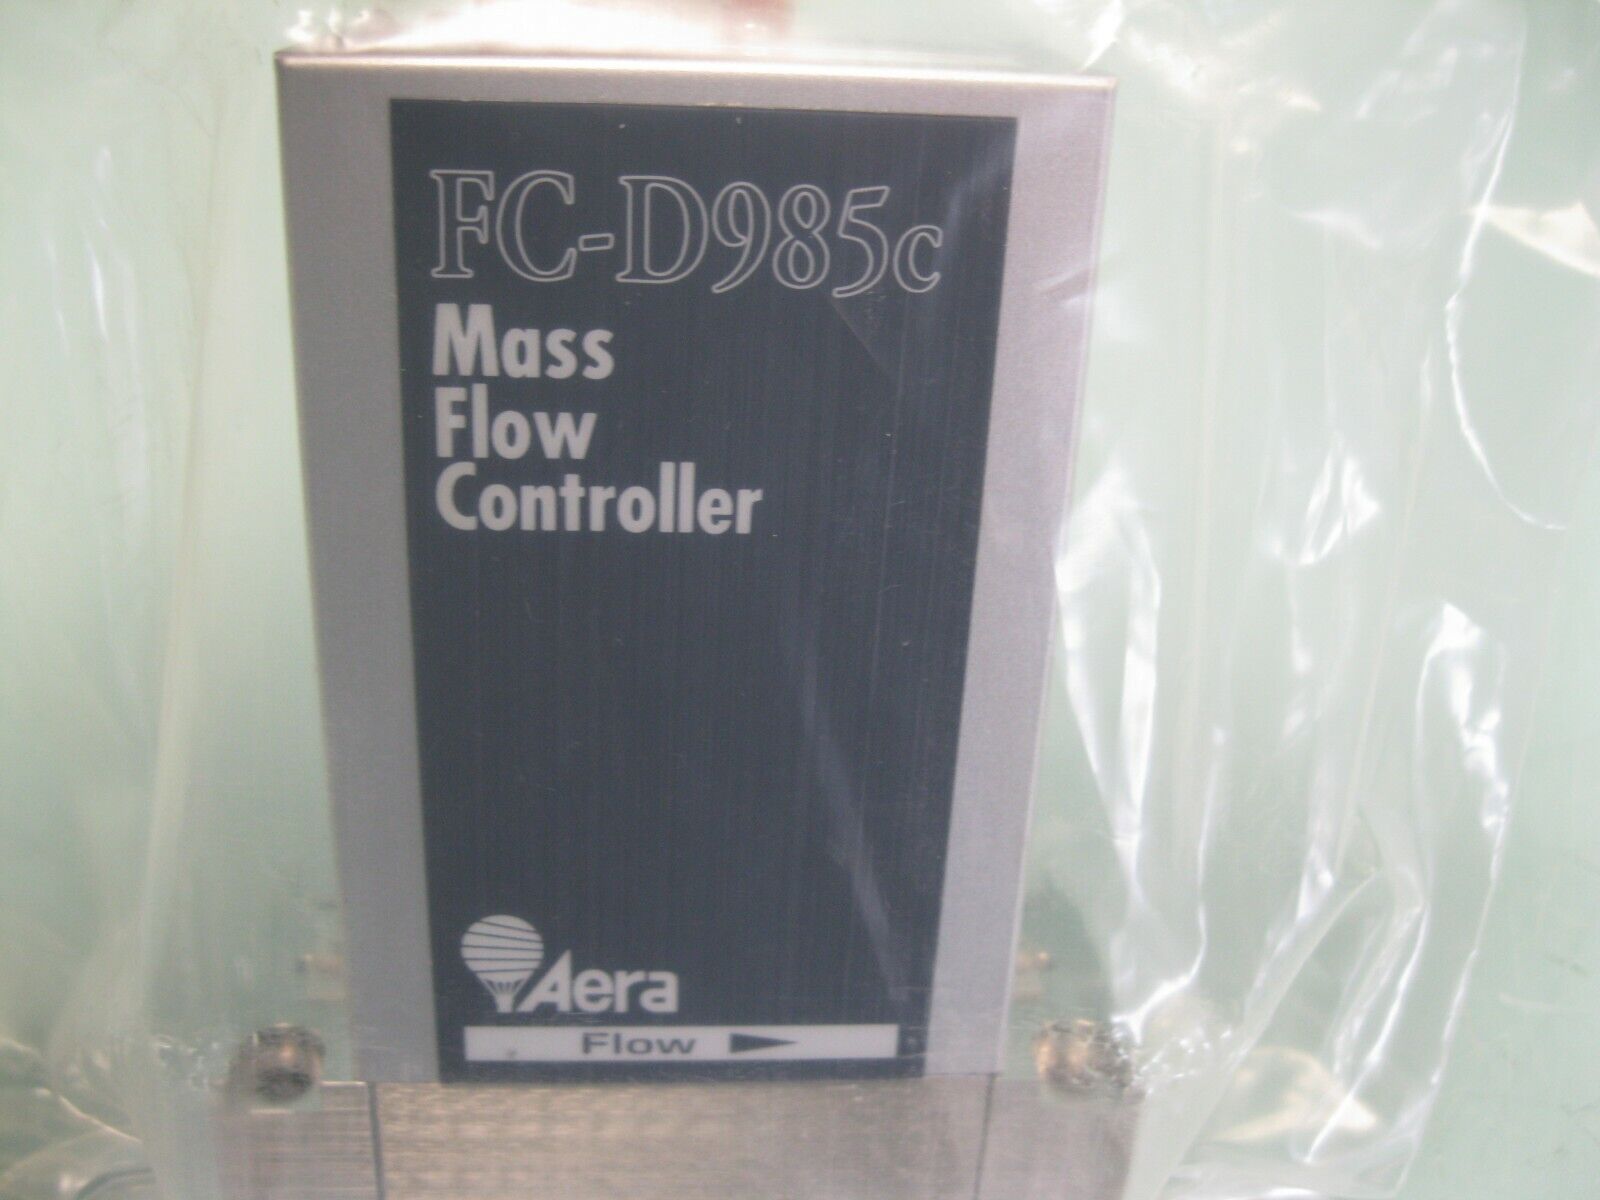 FC-D985c
Mass
Flow
Controller
Aera
Flow